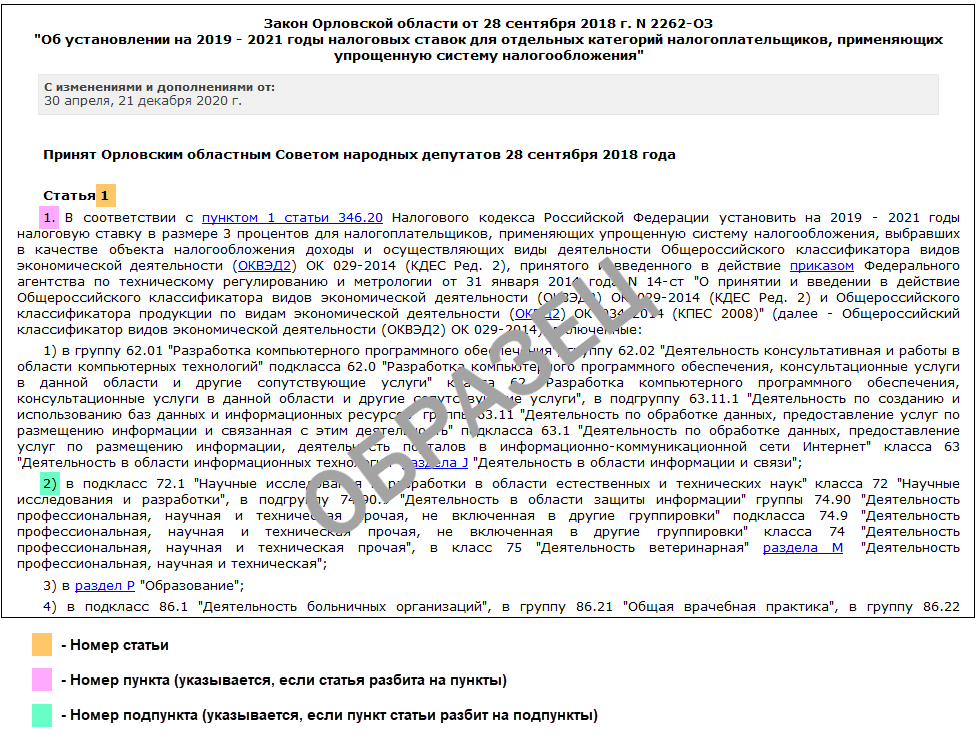 Закон Орловской области от 28 сентября 2018 г. N 2262-ОЗ
"Об установлении на 2019 - 2021 годы налоговых ставок для отдельных категорий налогоплательщиков, применяющих
упрощенную систему налогообложения"
С изменениями и дополнениями от:
30 апреля, 21 декабря 2020 г.
Принят Орловским областным Советом народных депутатов 28 сентября 2018 года
Статья 1
1. В соответствии с пунктом 1 статьи 346.20 Налогового кодекса Российской Федерации установить на 2019 - 2021 годы
налоговую ставку в размере 3 процентов для налогоплательщиков, применяющих упрощенную систему налогообложения, выбравших
в качестве объекта налогообложения доходы и осуществляющих виды деятельности Общероссийского классификатора видов
экономической деятельности (ОКВЭД2) ОК 029-2014 (КДЕС Ред. 2), принятого и введенного в действие приказом Федерального
агентства по техническому регулированию и метрологии от 31 января 2014 года N 14-ст "О принятии и введении в действие
Общероссийского классификатора видов экономической деятельности (ОКВЭД2) ОК 029-2014 (КДЕС Ред. 2) и Общероссийского
классификатора продукции по видам экономической деятельности (ОКПД2) ОК 034-2014 (КПЕС 2008)" (далее - Общероссийский
классификатор видов экономической деятельности (ОКВЭД2) ОК 029-2014), включенные:
1) в группу 62.01 "Разработка компьютерного программного обеспечения", группу 62.02 "Деятельность консультативная и работы в
области компьютерных технологий" подкласса 62.0 "Разработка компьютерного программного обеспечения, консультационные услуги
в данной области и другие сопутствующие услуги" класса 62 "Разработка компьютерного программного обеспечения,
консультационные услуги в данной области и другие сопутствующие услуги", в подгруппу 63.11.1 "Деятельность по созданию и
использованию баз данных и информационных ресурсов" группы 63.11 "Деятельность по обработке данных, предоставление услуг по
размещению информации и связанная с этим деятельность" подкласса 63.1 "Деятельность по обработке данных, предоставление
услуг по размещению информации, деятельность порталов в информационно-коммуникационной сети Интернет" класса 63
"Деятельность в области информационных технологий" раздела J "Деятельность в области информации и связи";
2) в подкласс 72.1 "Научные исследования и разработки в области естественных и технических наук" класса 72 "Научные
исследования и разработки", в подгруппу 74.90.9 "Деятельность в области защиты информации" группы 74.90 "Деятельность
профессиональная, научная и техническая прочая, не включенная в другие группировки" подкласса 74.9 "Деятельность
профессиональная, научная и техническая прочая, не включенная в другие группировки" класса 74 "Деятельность
профессиональная, научная и техническая прочая", в класс 75 "Деятельность ветеринарная" раздела М "Деятельность
профессиональная, научная и техническая";
3) в раздел Р "Образование";
4) в подкласс 86.1 "Деятельность больничных организаций", в группу 86.21 "Общая врачебная практика", в группу 86.22
ОБРАЗЕЦ
- Номер статьи
- Номер пункта (указывается, если статья разбита на пункты)
- Номер подпункта (указывается, если пункт статьи разбит на подпункты)